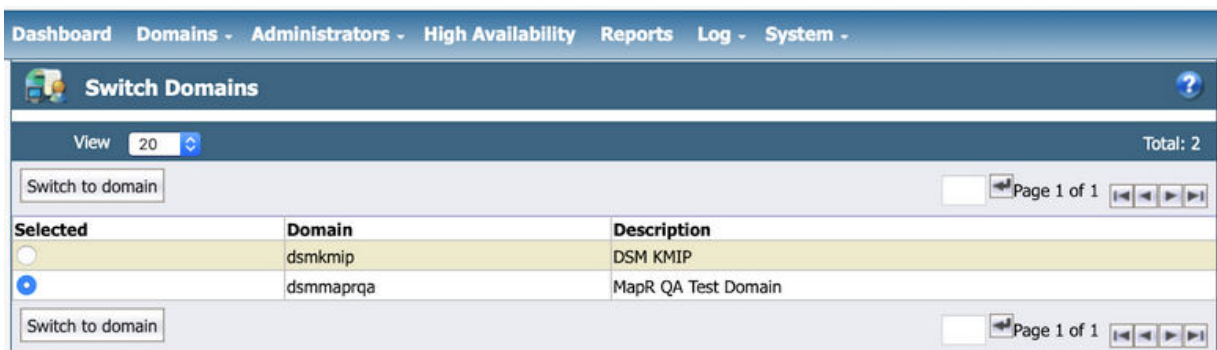 Dashboard Domains - Administrators - High Availability Reports Log - System -
Switch Domains ?
View 20 Total: 2
Switch to domain Page 1 of 1
Selected Domain Description
dsmkmip DSM KMIP
dsmmaprqa MapR QA Test Domain
Switch to domain Page 1 of 1